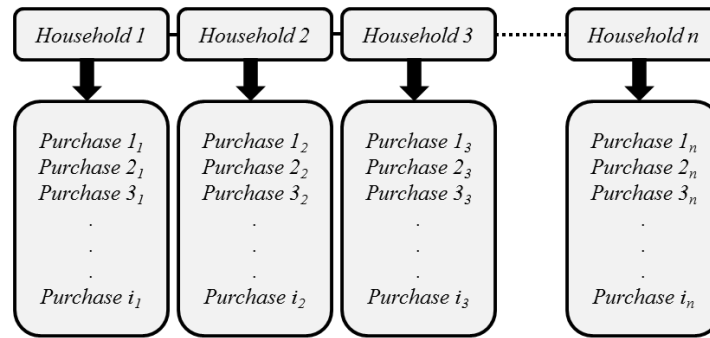 Household 1 Household 2 Household 3 Household n
Purchase 1₁ Purchase 1₂ Purchase 1₃ Purchase 1ₙ
Purchase 2₁ Purchase 2₂ Purchase 2₃ Purchase 2ₙ
Purchase 3₁ Purchase 3₂ Purchase 3₃ Purchase 3ₙ
. . . .
. . . .
. . . .
Purchase i₁ Purchase i₂ Purchase i₃ Purchase iₙ